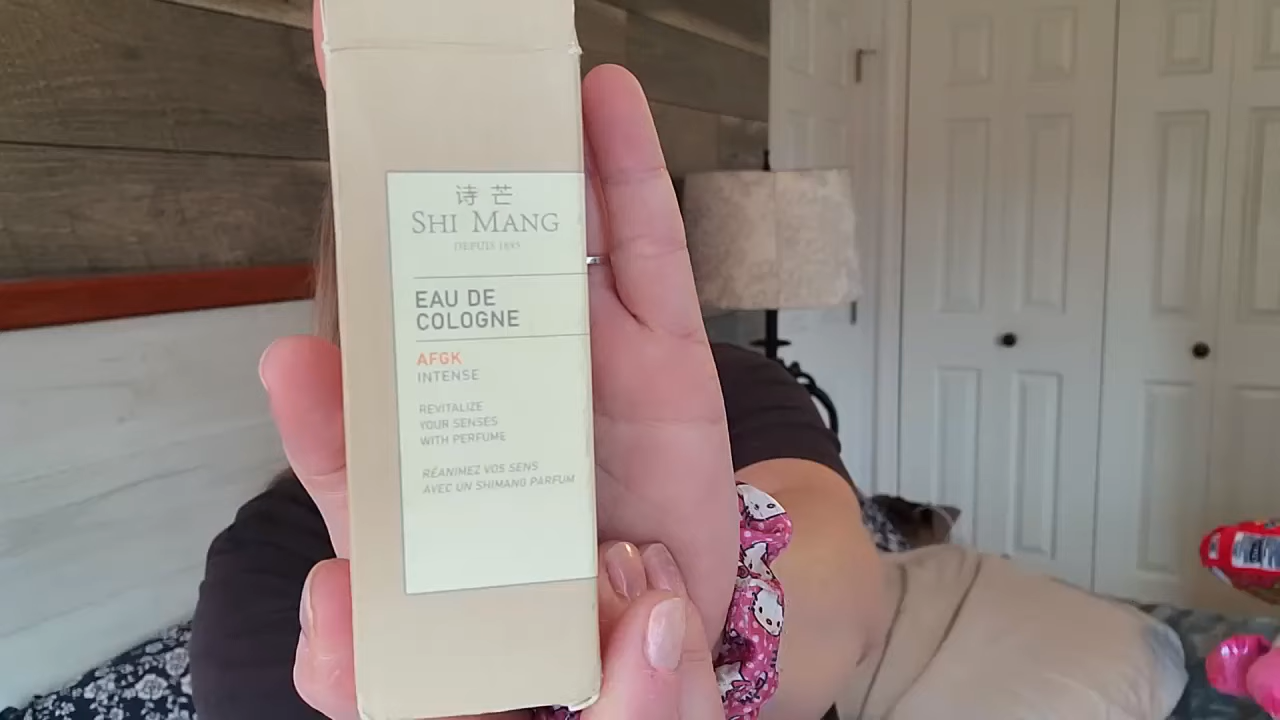 诗芒
SHI MANG
DEPUIS 1885
EAU DE
COLOGNE
AFGK
INTENSE
REVITALIZE
YOUR SENSES
WITH PERFUME
RÉANIMEZ VOS SENS
AVEC UN SHIMANG PARFUM